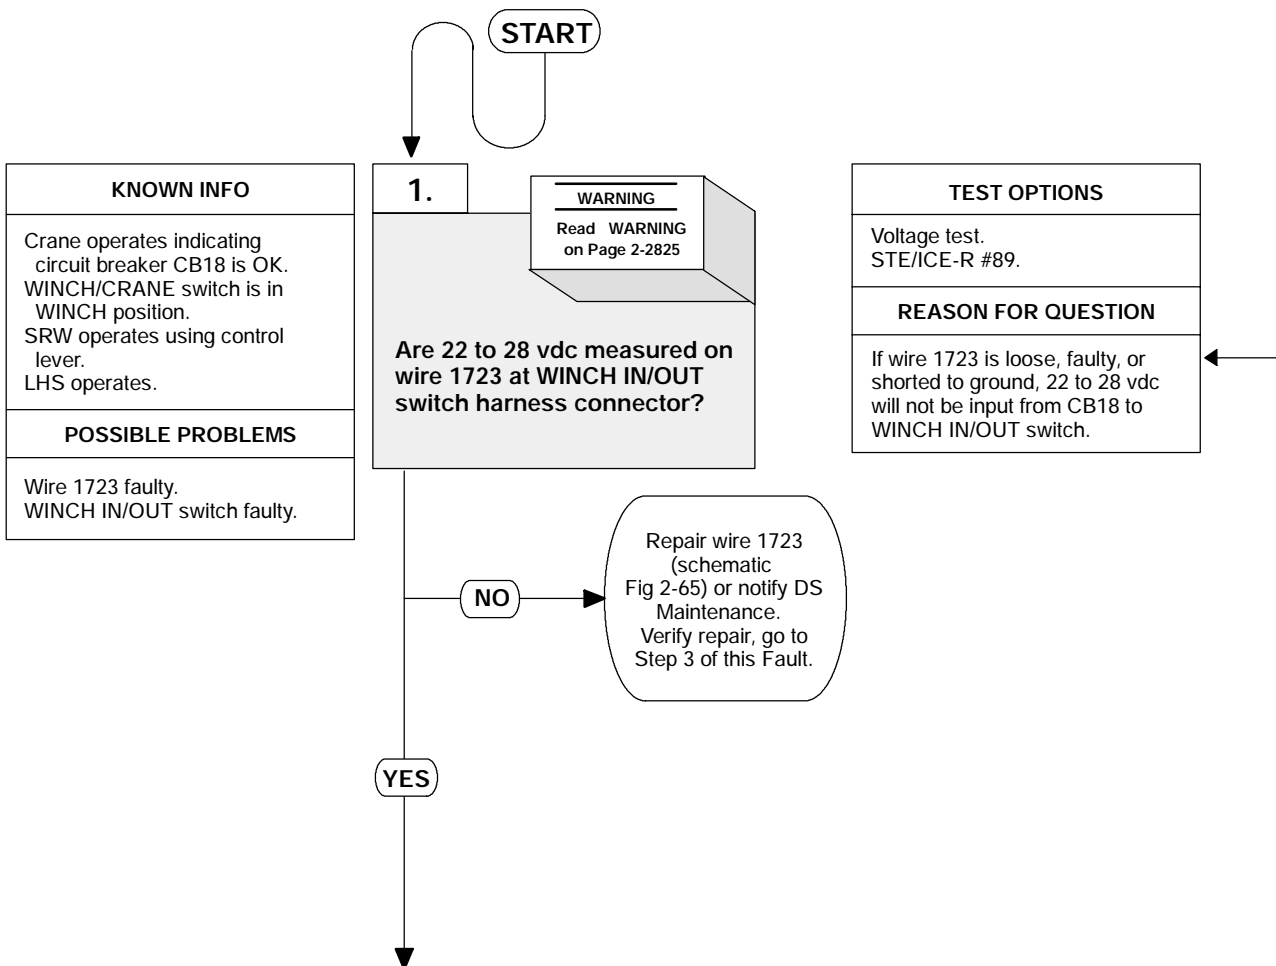 START
KNOWN INFO
Crane operates indicating
circuit breaker CB18 is OK.
WINCH/CRANE switch is in
WINCH position.
SRW operates using control
lever.
LHS operates.
POSSIBLE PROBLEMS
Wire 1723 faulty.
WINCH IN/OUT switch faulty.
1.
WARNING
Read WARNING
on Page 2-2825
Are 22 to 28 vdc measured on
wire 1723 at WINCH IN/OUT
switch harness connector?
TEST OPTIONS
Voltage test.
STE/ICE-R #89.
REASON FOR QUESTION
If wire 1723 is loose, faulty, or
shorted to ground, 22 to 28 vdc
will not be input from CB18 to
WINCH IN/OUT switch.
NO
Repair wire 1723
(schematic
Fig 2-65) or notify DS
Maintenance.
Verify repair, go to
Step 3 of this Fault.
YES